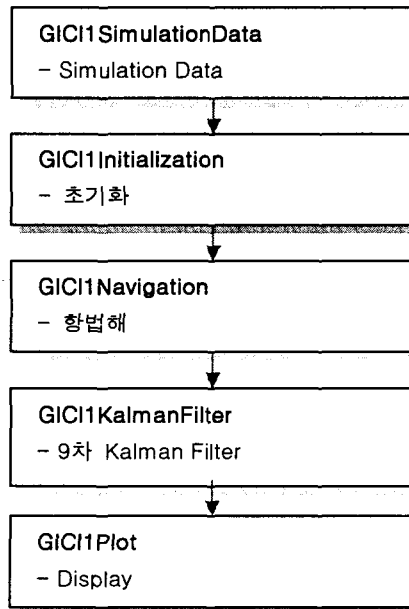 GICI1SimulationData
- Simulation Data
GICI1Initialization
- 초기화
GICI1Navigation
- 항법해
GICI1KalmanFilter
- 9차 Kalman Filter
GICI1Plot
- Display